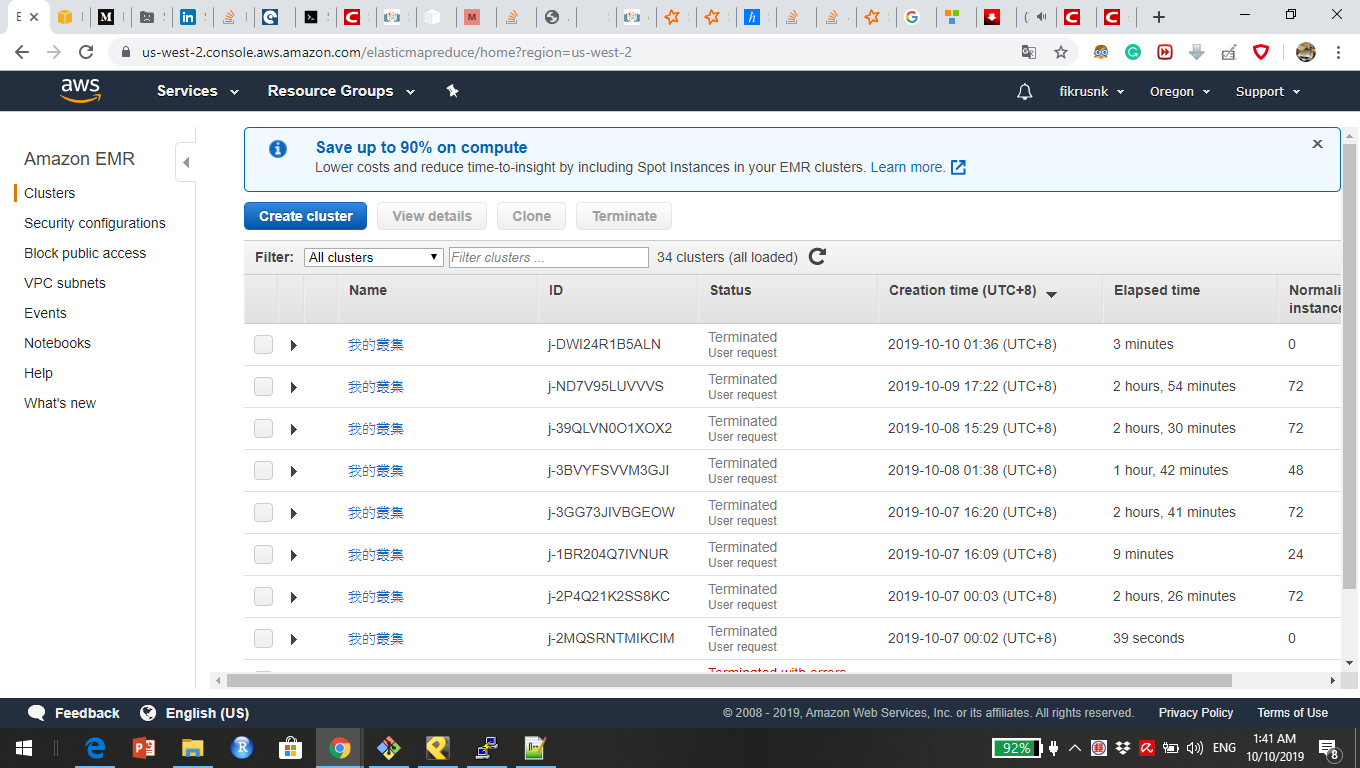 us-west-2.console.aws.amazon.com/elasticmapreduce/home?region=us-west-2
aws
Services
Resource Groups
fikrusnk
Oregon
Support
Amazon EMR
Clusters
Security configurations
Block public access
VPC subnets
Events
Notebooks
Help
What's new
Save up to 90% on compute
Lower costs and reduce time-to-insight by including Spot Instances in your EMR clusters. Learn more.
Create cluster
View details
Clone
Terminate
Filter:
All clusters
Filter clusters ...
34 clusters (all loaded)
Name
ID
Status
Creation time (UTC+8)
Elapsed time
Normali
instance
我的叢集
j-DWI24R1B5ALN
Terminated
User request
2019-10-10 01:36 (UTC+8)
3 minutes
0
我的叢集
j-ND7V95LUVVVS
Terminated
User request
2019-10-09 17:22 (UTC+8)
2 hours, 54 minutes
72
我的叢集
j-39QLVN0O1XOX2
Terminated
User request
2019-10-08 15:29 (UTC+8)
2 hours, 30 minutes
72
我的叢集
j-3BVYFSVVM3GJI
Terminated
User request
2019-10-08 01:38 (UTC+8)
1 hour, 42 minutes
48
我的叢集
j-3GG73JIVBGEOW
Terminated
User request
2019-10-07 16:20 (UTC+8)
2 hours, 41 minutes
72
我的叢集
j-1BR204Q7IVNUR
Terminated
User request
2019-10-07 16:09 (UTC+8)
9 minutes
24
我的叢集
j-2P4Q21K2SS8KC
Terminated
User request
2019-10-07 00:03 (UTC+8)
2 hours, 26 minutes
72
我的叢集
j-2MQSRNTMIKCIM
Terminated
User request
2019-10-07 00:02 (UTC+8)
39 seconds
0
Terminated with errors
Feedback
English (US)
© 2008 - 2019, Amazon Web Services, Inc. or its affiliates. All rights reserved.
Privacy Policy
Terms of Use
92%
ENG
1:41 AM
10/10/2019
8